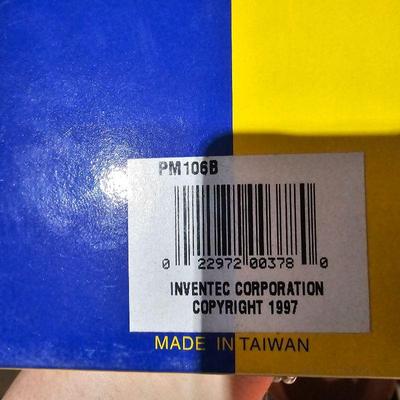 PM106B
0 22972 00378 0
INVENTEC CORPORATION
COPYRIGHT 1997
MADE IN TAIWAN